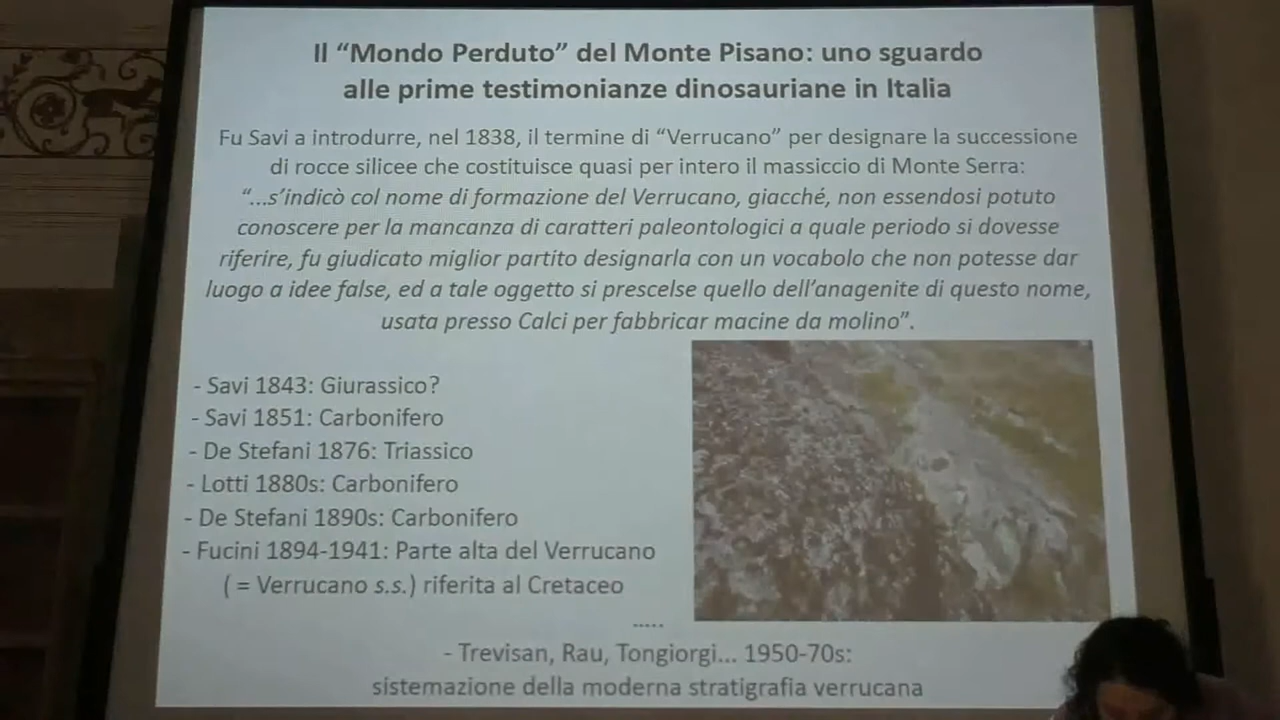 Il “Mondo Perduto” del Monte Pisano: uno sguardo
alle prime testimonianze dinosauriane in Italia
Fu Savi a introdurre, nel 1838, il termine di “Verrucano” per designare la successione
di rocce silicee che costituisce quasi per intero il massiccio di Monte Serra:
“...s’indicò col nome di formazione del Verrucano, giacché, non essendosi potuto
conoscere per la mancanza di caratteri paleontologici a quale periodo si dovesse
riferire, fu giudicato miglior partito designarla con un vocabolo che non potesse dar
luogo a idee false, ed a tale oggetto si prescelse quello dell’anagenite di questo nome,
usata presso Calci per fabbricar macine da molino”.
- Savi 1843: Giurassico?
- Savi 1851: Carbonifero
- De Stefani 1876: Triassico
- Lotti 1880s: Carbonifero
- De Stefani 1890s: Carbonifero
- Fucini 1894-1941: Parte alta del Verrucano
( = Verrucano s.s.) riferita al Cretaceo
.....
- Trevisan, Rau, Tongiorgi... 1950-70s:
sistemazione della moderna stratigrafia verrucana